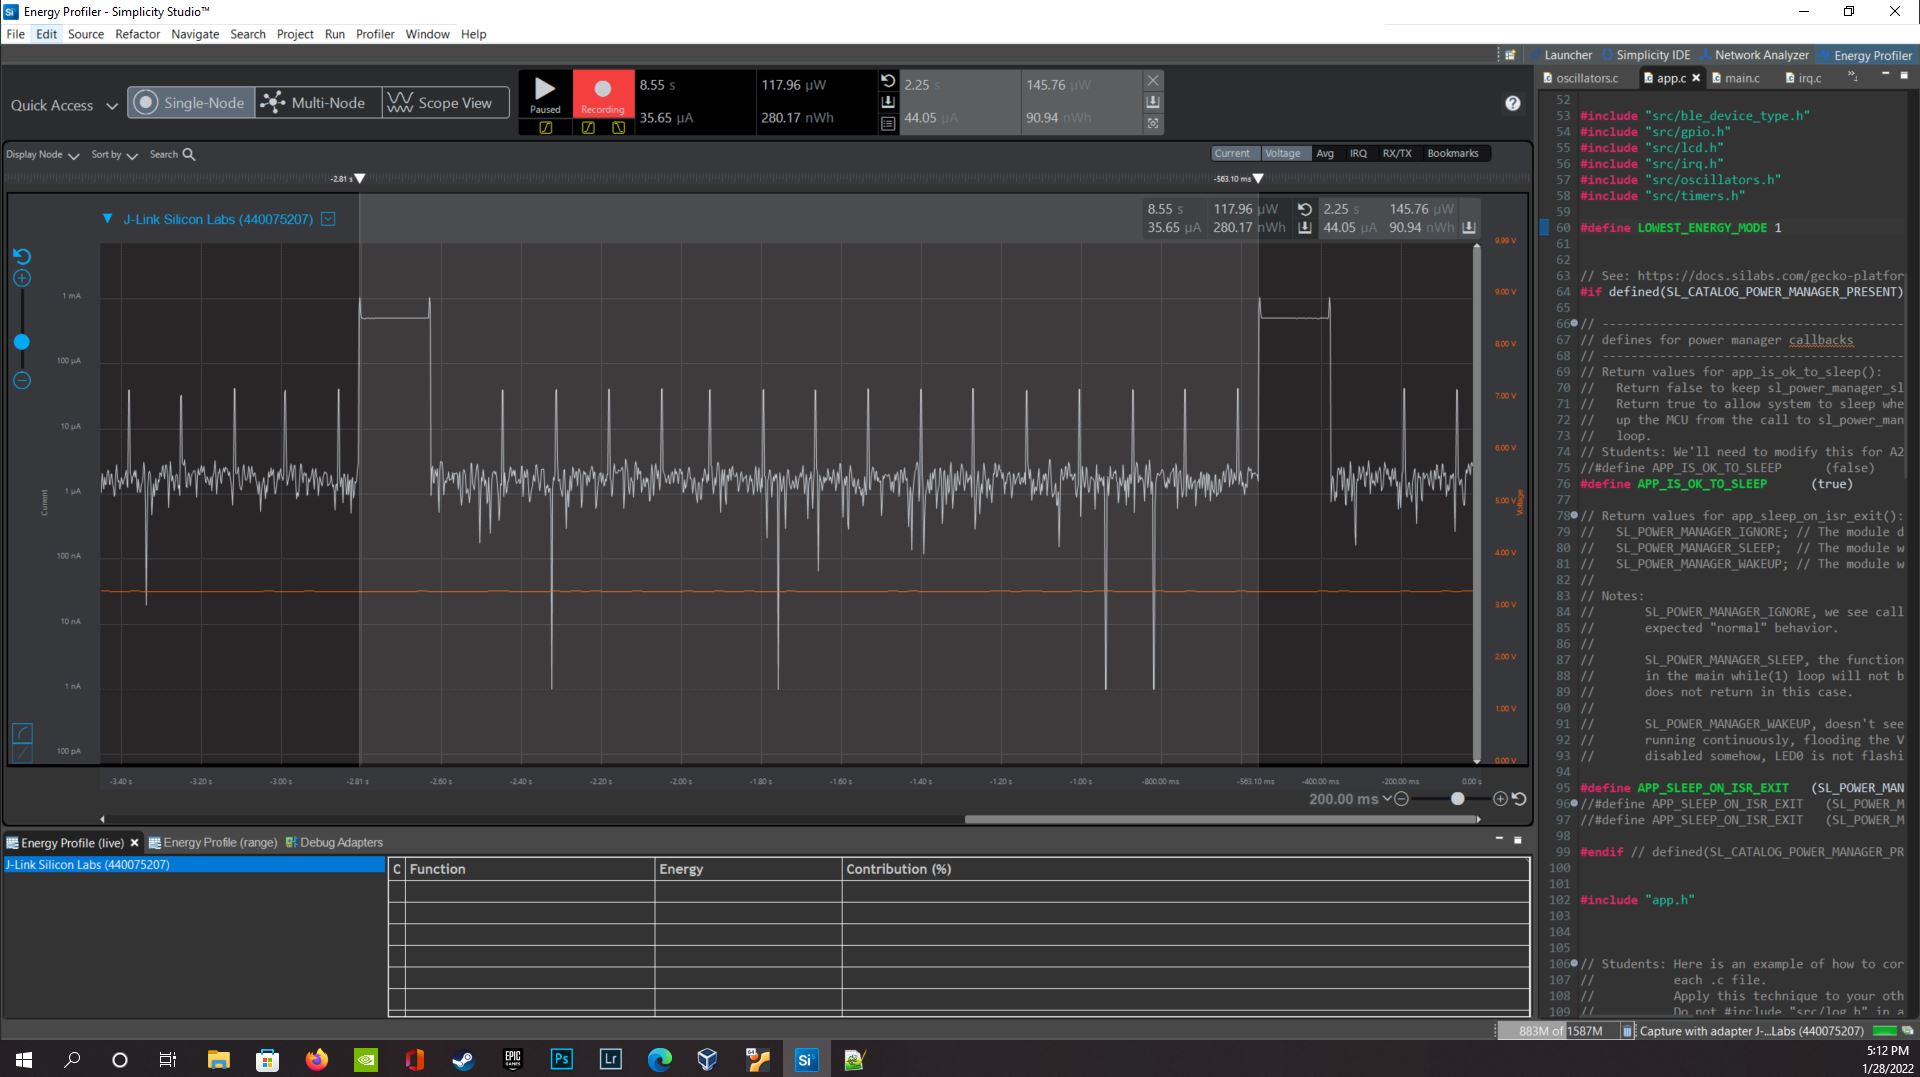 Energy Profiler - Simplicity Studio™
File Edit Source Refactor Navigate Search Project Run Profiler Window Help
Launcher Simplicity IDE Network Analyzer Energy Profiler
Quick Access Single-Node Multi-Node Scope View
Paused Recording
8.55 s 117.96 µW 2.25 s 145.76 µW
35.65 µA 280.17 nWh 44.05 µA 90.94 nWh
Display Node Sort by Search
Current Voltage Avg IRQ RX/TX Bookmarks
-2.81 s -563.10 ms
J-Link Silicon Labs (440075207)
8.55 s 117.96 µW 2.25 s 145.76 µW
35.65 µA 280.17 nWh 44.05 µA 90.94 nWh
1 mA
100 µA
10 µA
1 µA
100 nA
10 nA
1 nA
100 pA
Current
9.99 V
9.00 V
8.00 V
7.00 V
6.00 V
5.00 V
4.00 V
3.00 V
2.00 V
1.00 V
0.00 V
Voltage
-3.40 s -3.20 s -3.00 s -2.81 s -2.60 s -2.40 s -2.20 s -2.00 s -1.80 s -1.60 s -1.40 s -1.20 s -1.00 s -800.00 ms -563.10 ms -400.00 ms -200.00 ms 0.00 s
200.00 ms
Energy Profile (live) Energy Profile (range) Debug Adapters
J-Link Silicon Labs (440075207)
C Function Energy Contribution (%)
oscillators.c app.c main.c irq.c
52
53 #include "src/ble_device_type.h"
54 #include "src/gpio.h"
55 #include "src/lcd.h"
56 #include "src/irq.h"
57 #include "src/oscillators.h"
58 #include "src/timers.h"
59
60 #define LOWEST_ENERGY_MODE 1
61
62
63 // See: https://docs.silabs.com/gecko-platfor
64 #if defined(SL_CATALOG_POWER_MANAGER_PRESENT)
65
66 // ------------------------------------------
67 // defines for power manager callbacks
68 // ------------------------------------------
69 // Return values for app_is_ok_to_sleep():
70 // Return false to keep sl_power_manager_sl
71 // Return true to allow system to sleep whe
72 // up the MCU from the call to sl_power_man
73 // loop.
74 // Students: We'll need to modify this for A2
75 //#define APP_IS_OK_TO_SLEEP (false)
76 #define APP_IS_OK_TO_SLEEP (true)
77
78 // Return values for app_sleep_on_isr_exit():
79 // SL_POWER_MANAGER_IGNORE; // The module d
80 // SL_POWER_MANAGER_SLEEP; // The module w
81 // SL_POWER_MANAGER_WAKEUP; // The module w
82 //
83 // Notes:
84 // SL_POWER_MANAGER_IGNORE, we see call
85 // expected "normal" behavior.
86 //
87 // SL_POWER_MANAGER_SLEEP, the function
88 // in the main while(1) loop will not b
89 // does not return in this case.
90 //
91 // SL_POWER_MANAGER_WAKEUP, doesn't see
92 // running continuously, flooding the V
93 // disabled somehow, LED0 is not flashi
94
95 #define APP_SLEEP_ON_ISR_EXIT (SL_POWER_MAN
96 //#define APP_SLEEP_ON_ISR_EXIT (SL_POWER_M
97 //#define APP_SLEEP_ON_ISR_EXIT (SL_POWER_M
98
99 #endif // defined(SL_CATALOG_POWER_MANAGER_PR
100
101
102 #include "app.h"
103
104
105
106 // Students: Here is an example of how to cor
107 // each .c file.
108 // Apply this technique to your oth
109 // Do not #include "src/log.h" in a
883M of 1587M Capture with adapter J-...Labs (440075207)
EPIC GAMES Ps Lr 64 Si
5:12 PM
1/28/2022